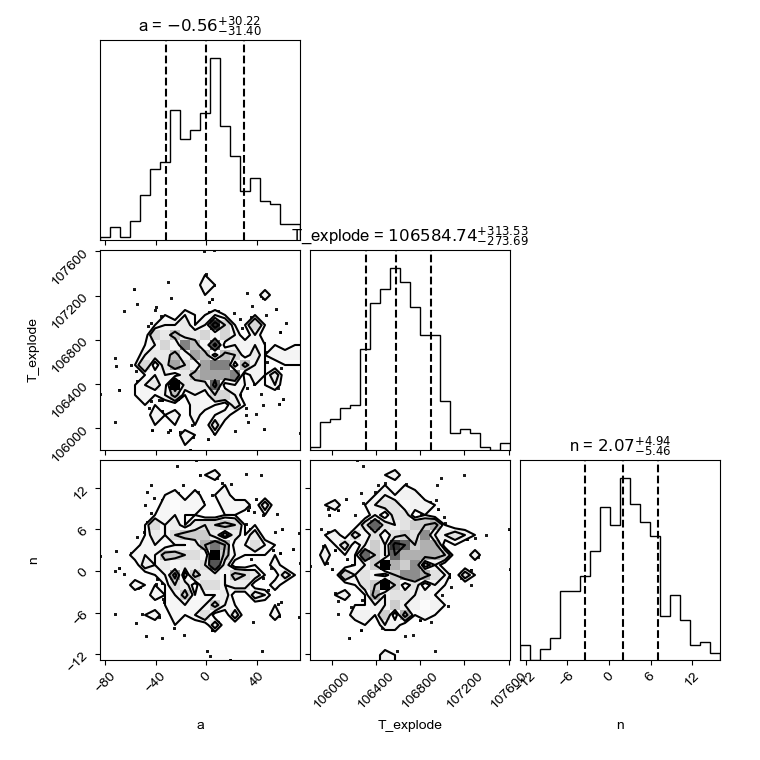 a = −0.56 +30.22 −31.40
T_explode = 106584.74 +313.53 −273.69
107600
107200
106800
106400
106000
T_explode
n = 2.07 +4.94 −5.46
12
6
0
−6
−12
n
−80 −40 0 40
106000 106400 106800 107200 107600
−12 −6 0 6 12
a T_explode n